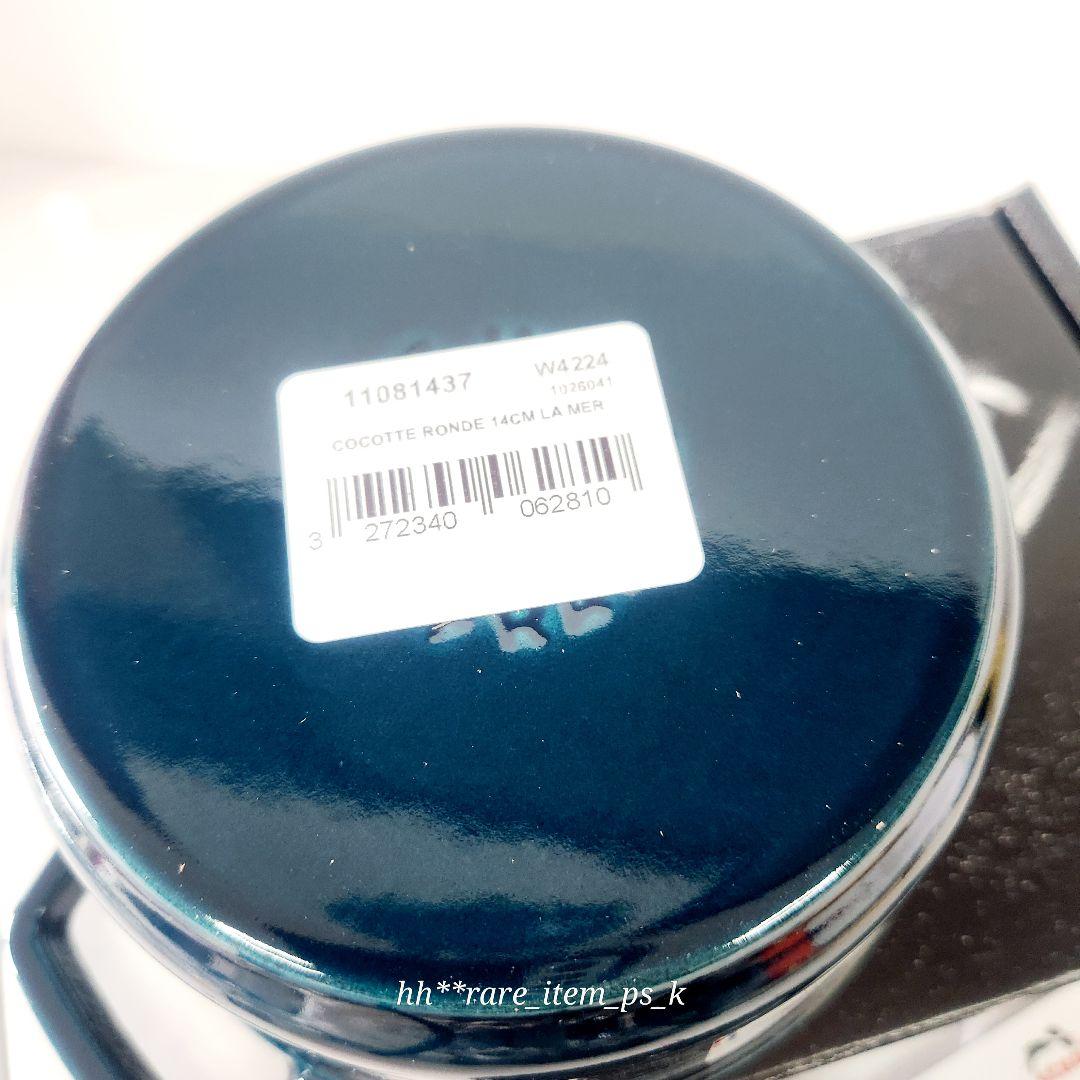 11081437 W4224
1026041
COCOTTE RONDE 14CM LA MER
3 272340 062810
hh**rare_item_ps_k